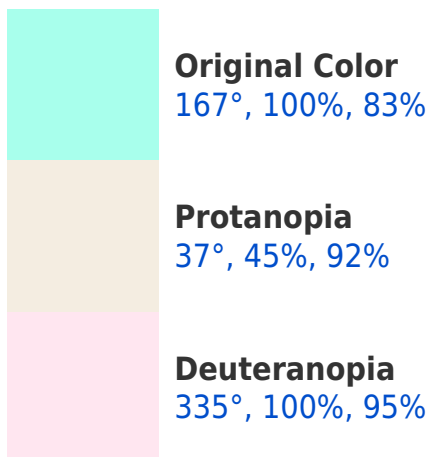 Original Color
167°, 100%, 83%
Protanopia
37°, 45%, 92%
Deuteranopia
335°, 100%, 95%